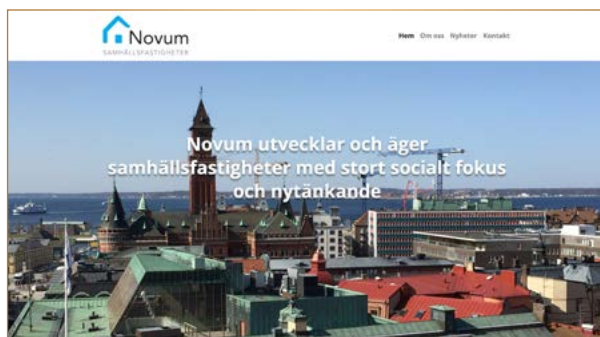 Novum
SAMHÄLLSFASTIGHETER
Hem Om oss Nyheter Kontakt
Novum utvecklar och äger
samhällsfastigheter med stort socialt fokus
och nytänkande